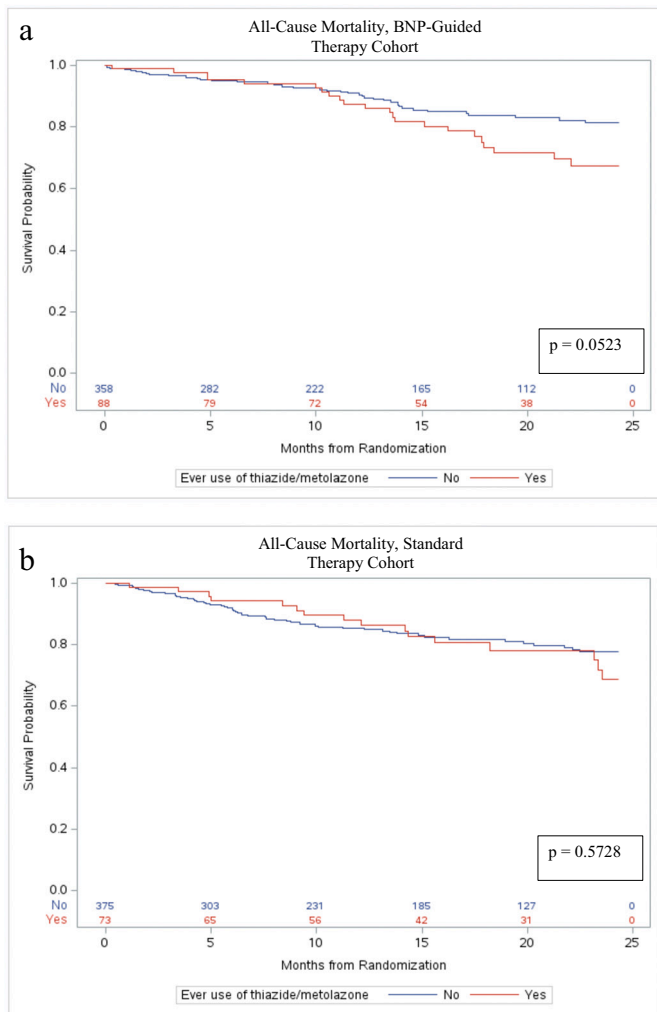 a
All-Cause Mortality, BNP-Guided
Therapy Cohort
1.0
0.8
0.6
0.4
0.2
0.0
Survival Probability
p = 0.0523
No 358 282 222 165 112 0
Yes 88 79 72 54 38 0
0 5 10 15 20 25
Months from Randomization
Ever use of thiazide/metolazone No Yes
b
All-Cause Mortality, Standard
Therapy Cohort
1.0
0.8
0.6
0.4
0.2
0.0
Survival Probability
p = 0.5728
No 375 303 231 185 127 0
Yes 73 65 56 42 31 0
0 5 10 15 20 25
Months from Randomization
Ever use of thiazide/metolazone No Yes